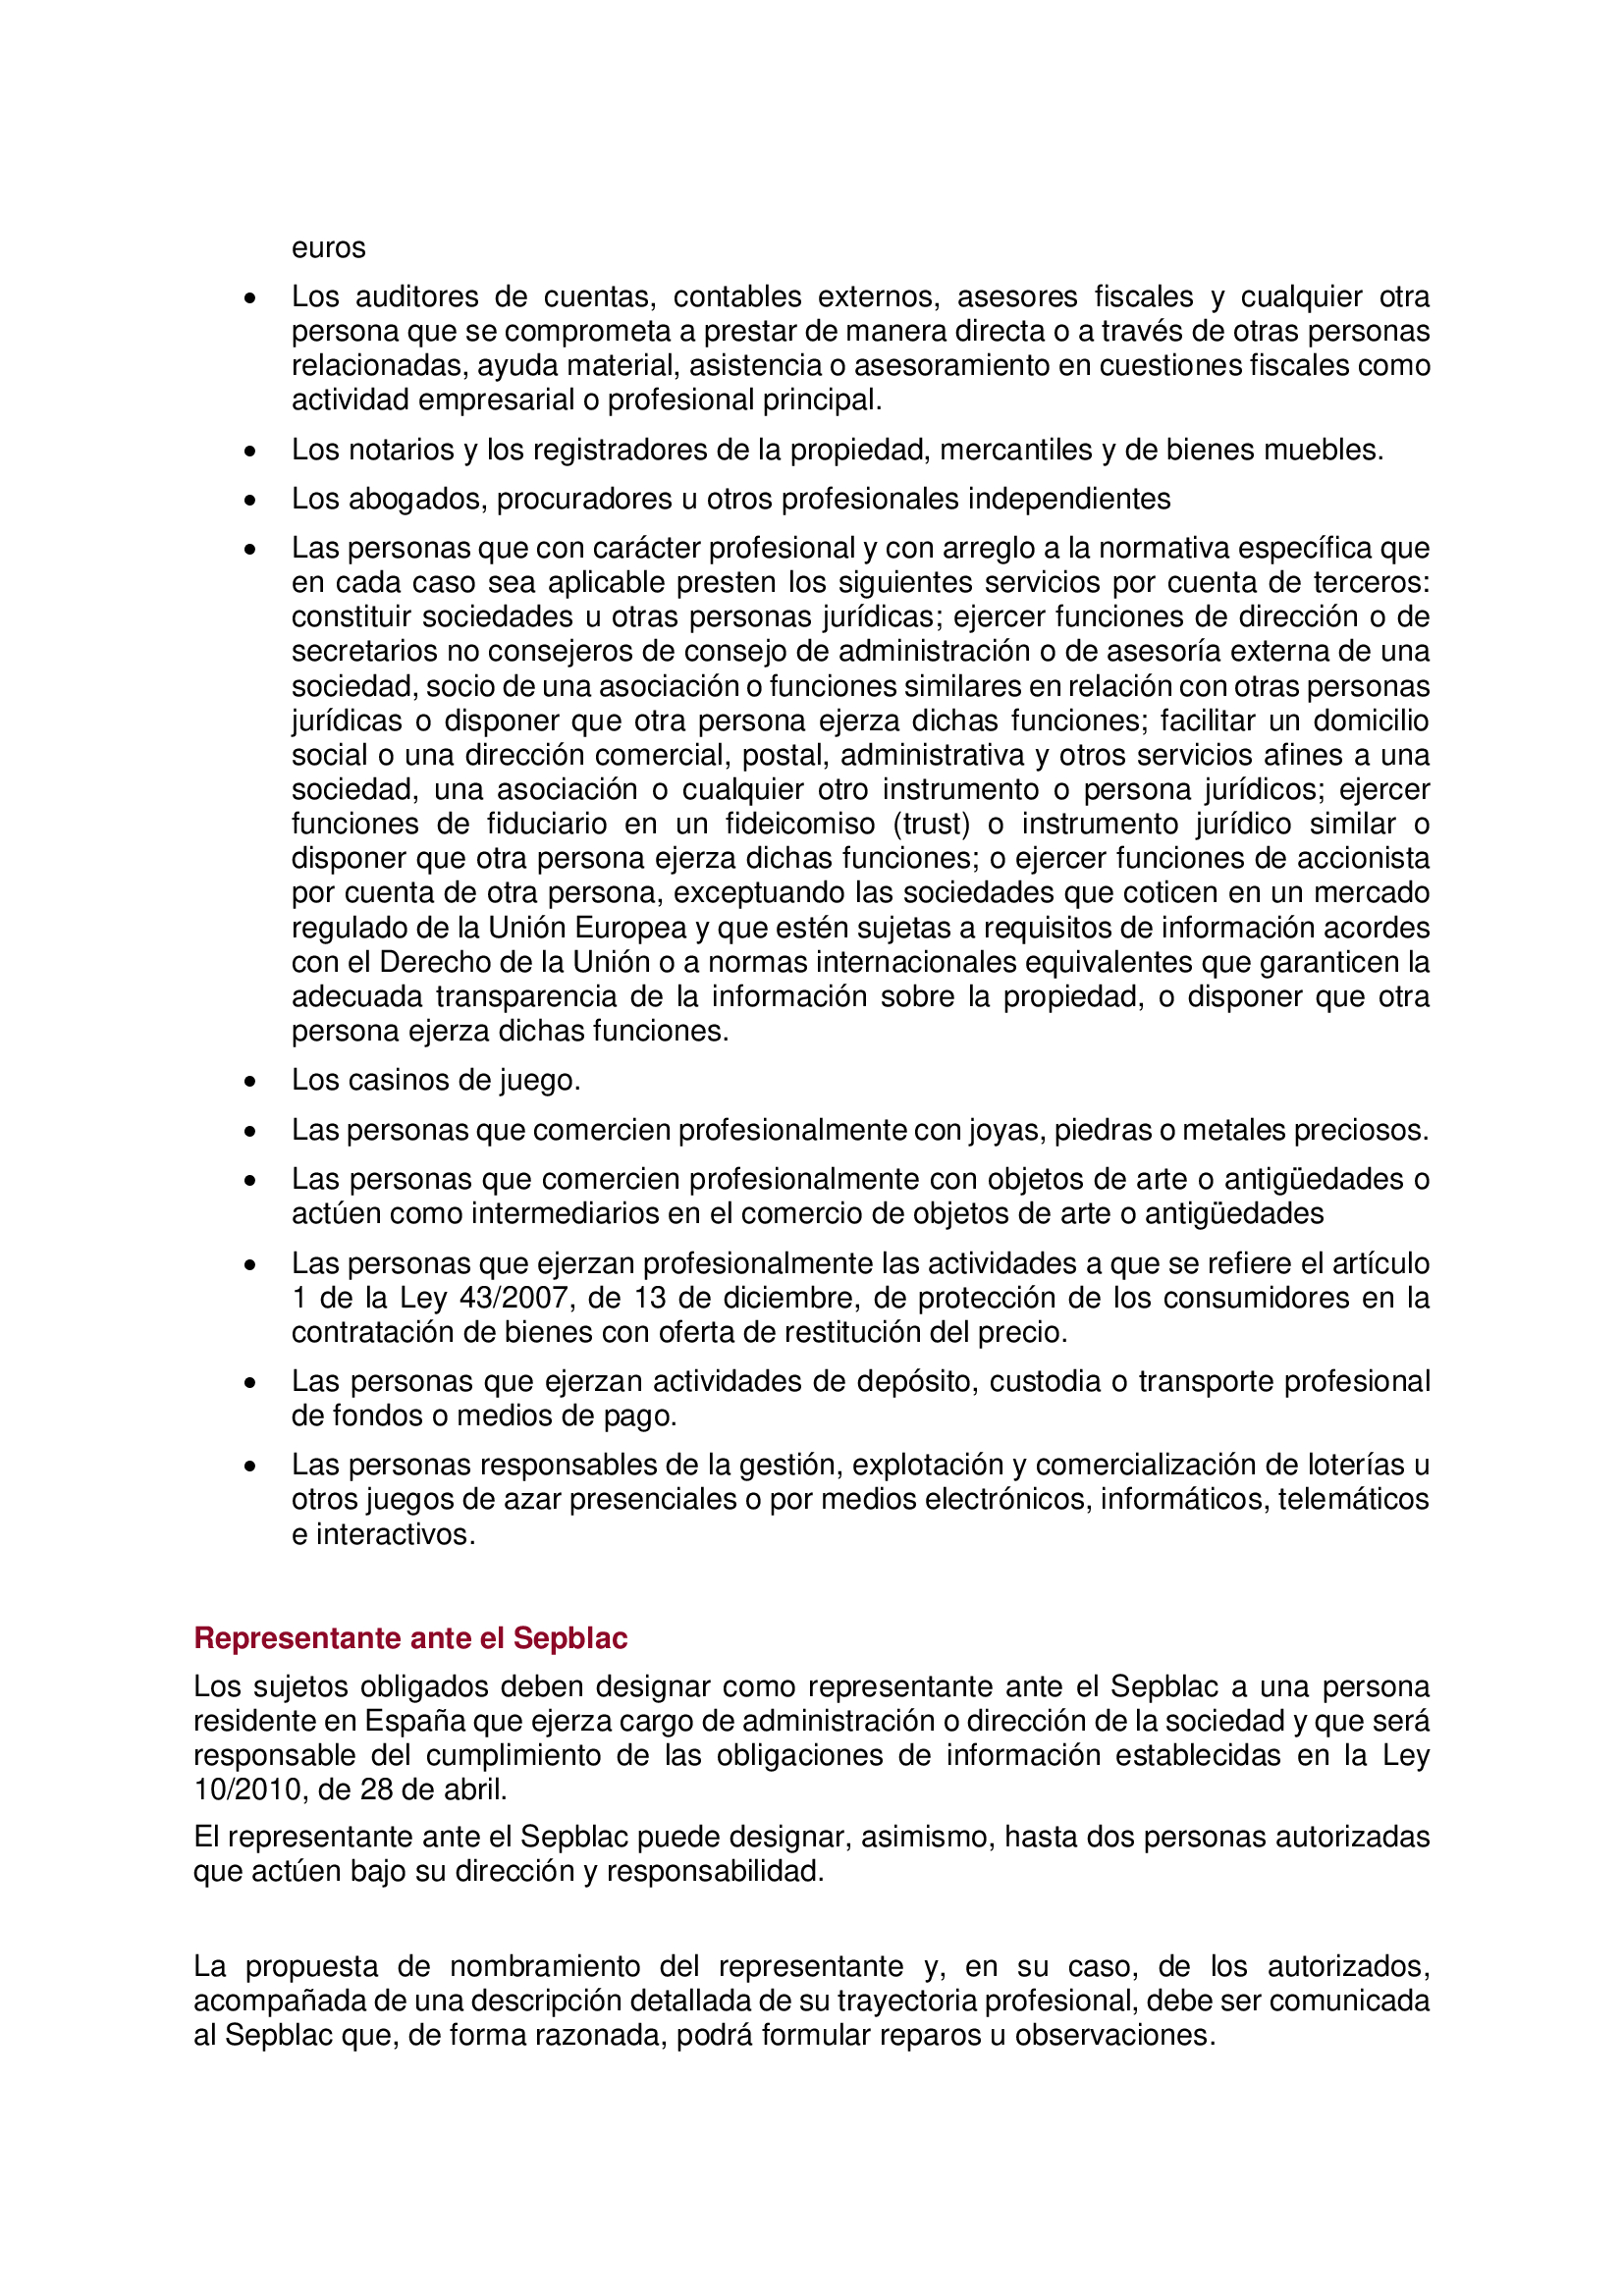 euros
• Los auditores de cuentas, contables externos, asesores fiscales y cualquier otra
persona que se comprometa a prestar de manera directa o a través de otras personas
relacionadas, ayuda material, asistencia o asesoramiento en cuestiones fiscales como
actividad empresarial o profesional principal.
• Los notarios y los registradores de la propiedad, mercantiles y de bienes muebles.
• Los abogados, procuradores u otros profesionales independientes
• Las personas que con carácter profesional y con arreglo a la normativa específica que
en cada caso sea aplicable presten los siguientes servicios por cuenta de terceros:
constituir sociedades u otras personas jurídicas; ejercer funciones de dirección o de
secretarios no consejeros de consejo de administración o de asesoría externa de una
sociedad, socio de una asociación o funciones similares en relación con otras personas
jurídicas o disponer que otra persona ejerza dichas funciones; facilitar un domicilio
social o una dirección comercial, postal, administrativa y otros servicios afines a una
sociedad, una asociación o cualquier otro instrumento o persona jurídicos; ejercer
funciones de fiduciario en un fideicomiso (trust) o instrumento jurídico similar o
disponer que otra persona ejerza dichas funciones; o ejercer funciones de accionista
por cuenta de otra persona, exceptuando las sociedades que coticen en un mercado
regulado de la Unión Europea y que estén sujetas a requisitos de información acordes
con el Derecho de la Unión o a normas internacionales equivalentes que garanticen la
adecuada transparencia de la información sobre la propiedad, o disponer que otra
persona ejerza dichas funciones.
• Los casinos de juego.
• Las personas que comercien profesionalmente con joyas, piedras o metales preciosos.
• Las personas que comercien profesionalmente con objetos de arte o antigüedades o
actúen como intermediarios en el comercio de objetos de arte o antigüedades
• Las personas que ejerzan profesionalmente las actividades a que se refiere el artículo
1 de la Ley 43/2007, de 13 de diciembre, de protección de los consumidores en la
contratación de bienes con oferta de restitución del precio.
• Las personas que ejerzan actividades de depósito, custodia o transporte profesional
de fondos o medios de pago.
• Las personas responsables de la gestión, explotación y comercialización de loterías u
otros juegos de azar presenciales o por medios electrónicos, informáticos, telemáticos
e interactivos.
Representante ante el Sepblac
Los sujetos obligados deben designar como representante ante el Sepblac a una persona
residente en España que ejerza cargo de administración o dirección de la sociedad y que será
responsable del cumplimiento de las obligaciones de información establecidas en la Ley
10/2010, de 28 de abril.
El representante ante el Sepblac puede designar, asimismo, hasta dos personas autorizadas
que actúen bajo su dirección y responsabilidad.
La propuesta de nombramiento del representante y, en su caso, de los autorizados,
acompañada de una descripción detallada de su trayectoria profesional, debe ser comunicada
al Sepblac que, de forma razonada, podrá formular reparos u observaciones.